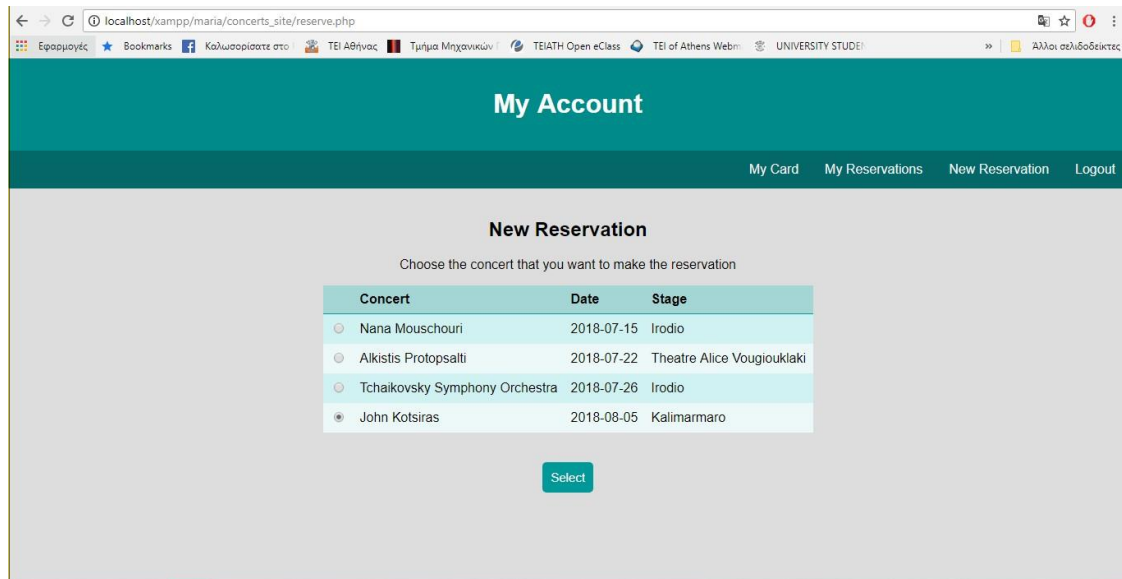 localhost/xampp/maria/concerts_site/reserve.php
Εφαρμογές Bookmarks Καλωσορίσατε στο ΤΕΙ Αθήνας Τμήμα Μηχανικών TEIATH Open eClass TEI of Athens Webm UNIVERSITY STUDE » Άλλοι σελιδοδείκτες
My Account
My Card My Reservations New Reservation Logout
New Reservation
Choose the concert that you want to make the reservation
Concert Date Stage
Nana Mouschouri 2018-07-15 Irodio
Alkistis Protopsalti 2018-07-22 Theatre Alice Vougiouklaki
Tchaikovsky Symphony Orchestra 2018-07-26 Irodio
John Kotsiras 2018-08-05 Kalimarmaro
Select